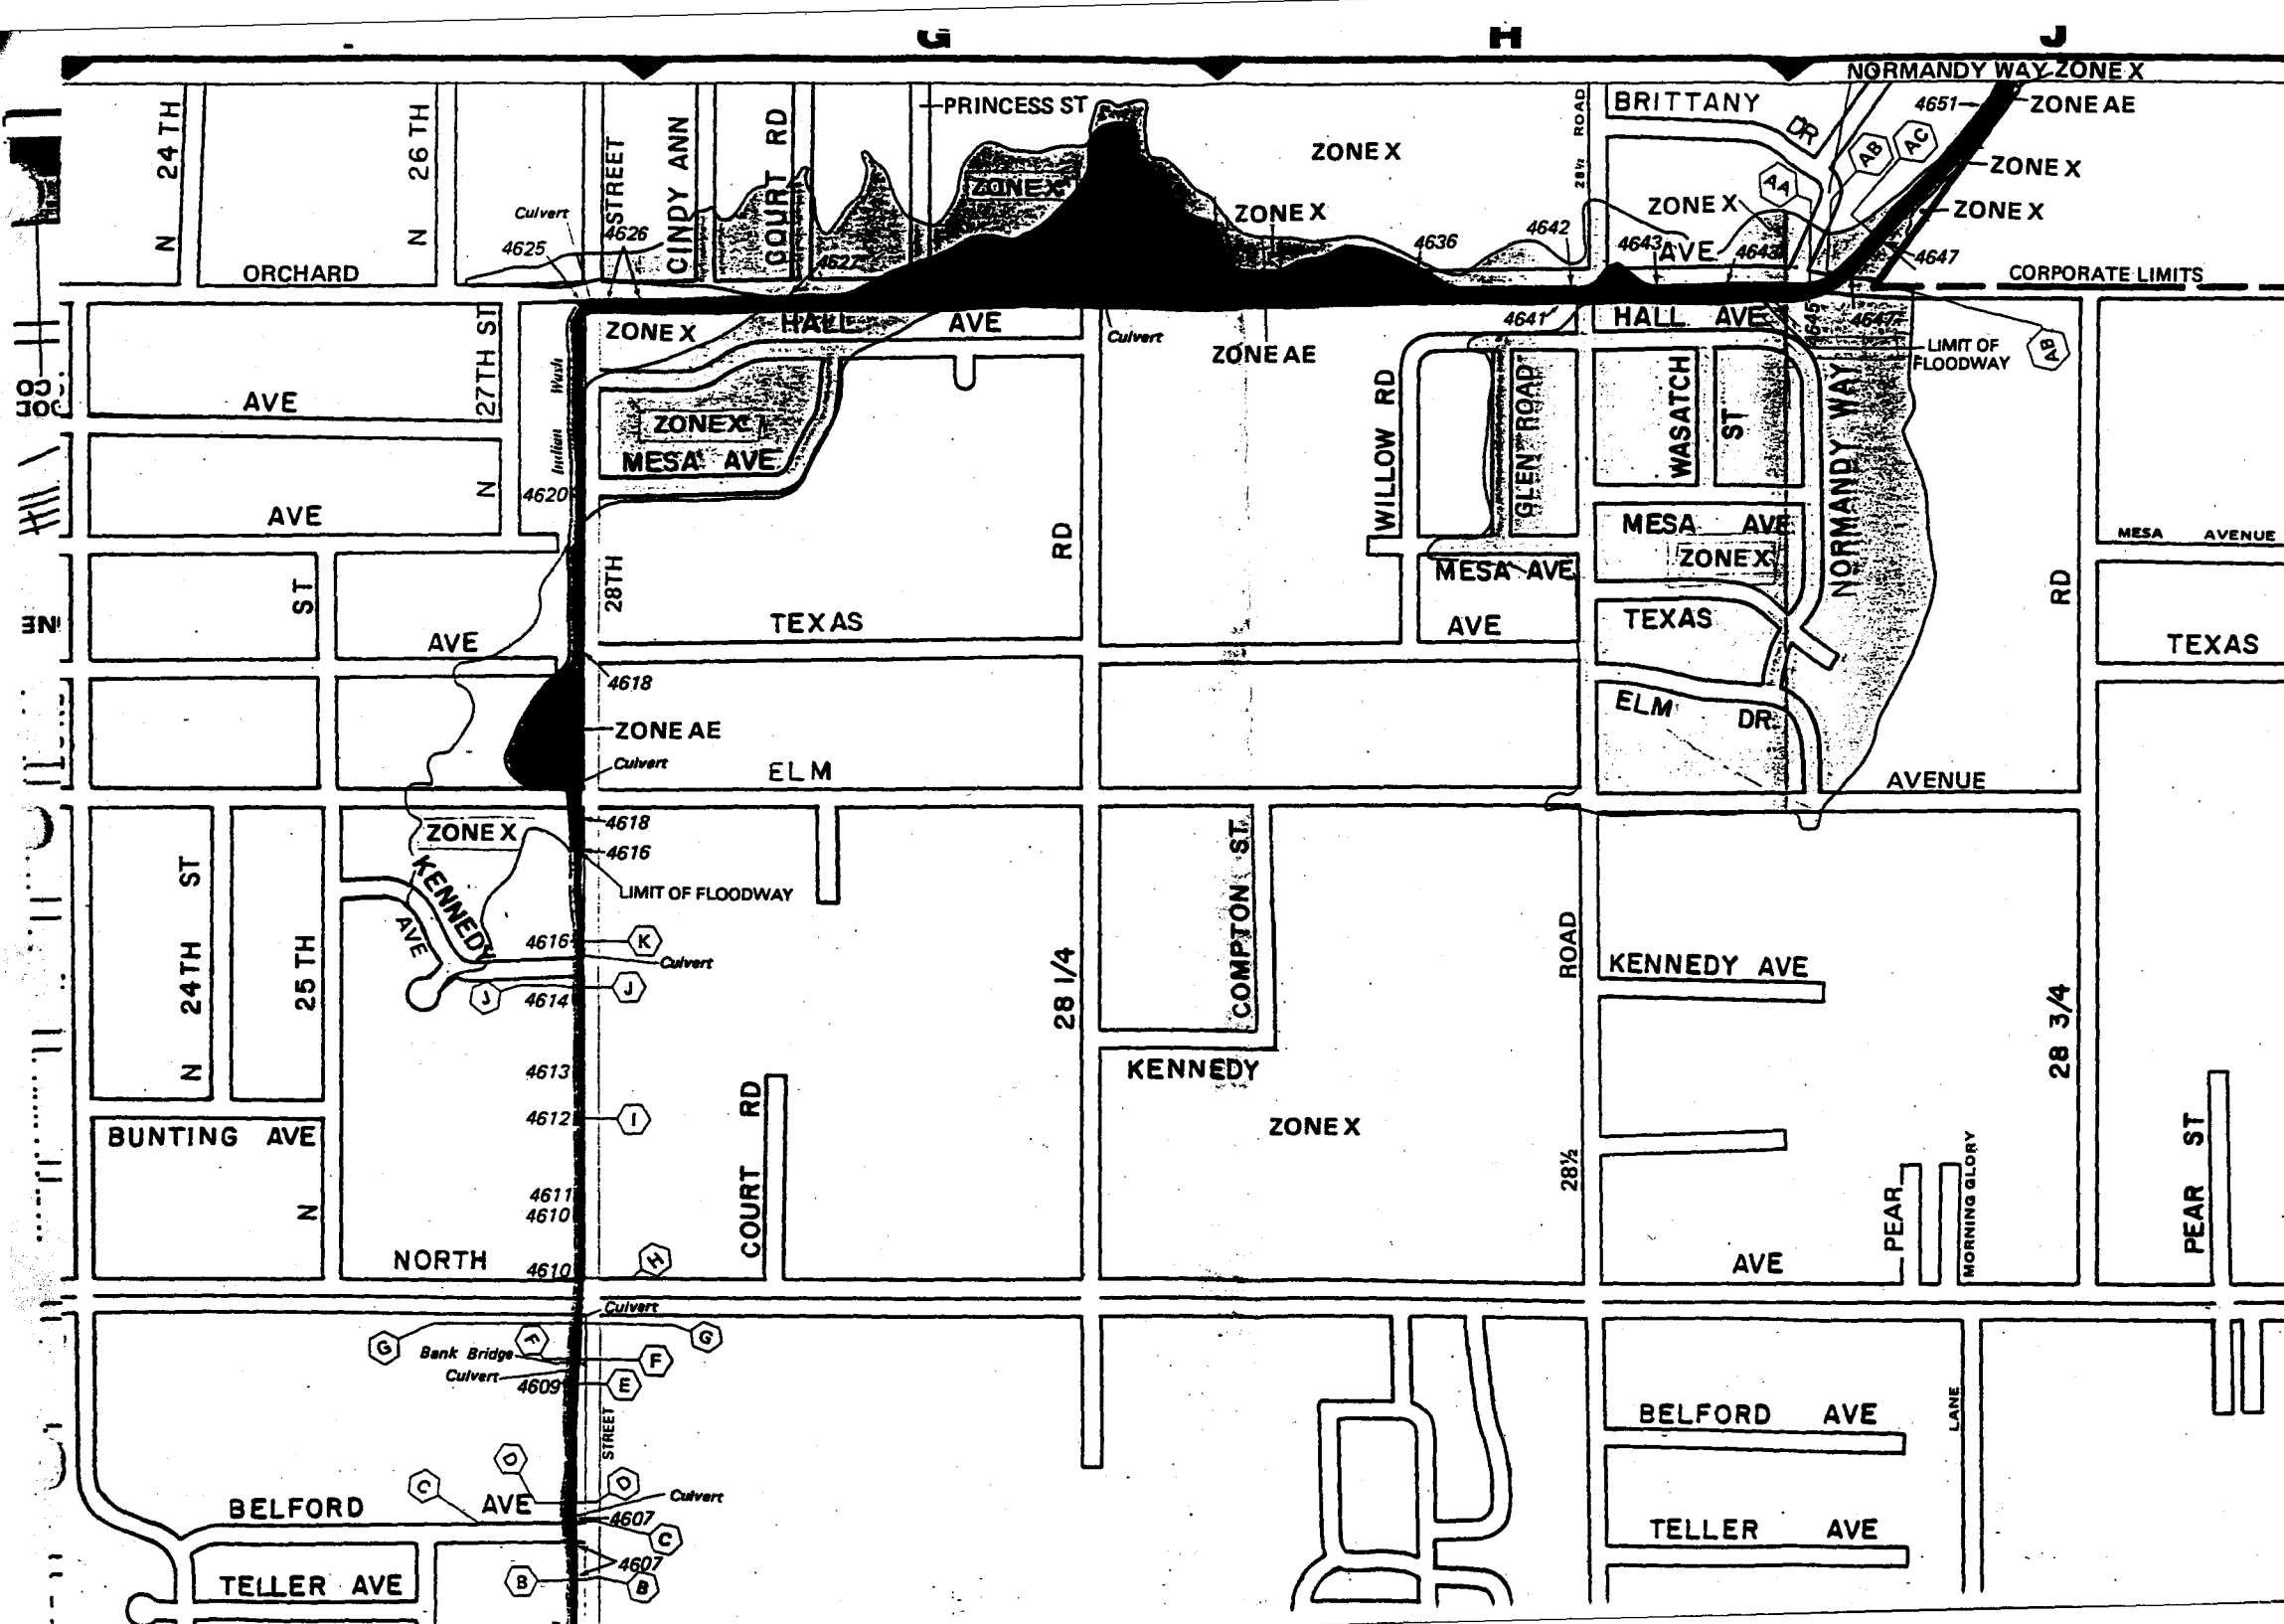 G H J
NORMANDY WAY ZONE X
PRINCESS ST
BRITTANY
DR
4651
ZONE AE
24 TH
N
26 TH
N
STREET
CINDY ANN
COURT RD
28½ ROAD
ZONE X
AB
AC
ZONE X
AA
ZONE X
ZONE X
ZONE X
ZONE X
Culvert
4625
4626
4627
4636
4642
4643
AVE
4643
4647
ORCHARD
CORPORATE LIMITS
27TH ST
N
ZONE X
HALL AVE
Culvert
ZONE AE
4641
HALL AVE
4645
4647
LIMIT OF
FLOODWAY
AB
Indian Wash
AVE
ZONE X
MESA AVE
4620
WILLOW RD
GLEN ROAD
WASATCH
ST
NORMANDY WAY
AVE
MESA AVE
ZONE X
MESA AVENUE
RD
MESA AVE
ST
28TH
TEXAS
AVE
TEXAS
RD
AVE
TEXAS
4618
ZONE AE
ELM
DR
Culvert
ELM
AVENUE
ZONE X
4618
4616
LIMIT OF FLOODWAY
KENNEDY
AVE
N 24TH ST
25TH
N
COMPTON ST
28 1/4
ROAD
28½
4616
K
Culvert
KENNEDY AVE
J
J
4614
28 3/4
4613
KENNEDY
4612
I
COURT RD
ZONE X
BUNTING AVE
4611
4610
PEAR
MORNING GLORY
PEAR ST
NORTH
4610
H
AVE
Culvert
G
G
F
Bank Bridge
F
Culvert
4609
E
STREET
BELFORD AVE
LANE
D
C
D
BELFORD AVE
Culvert
4607
C
TELLER AVE
4607
TELLER AVE
B
B